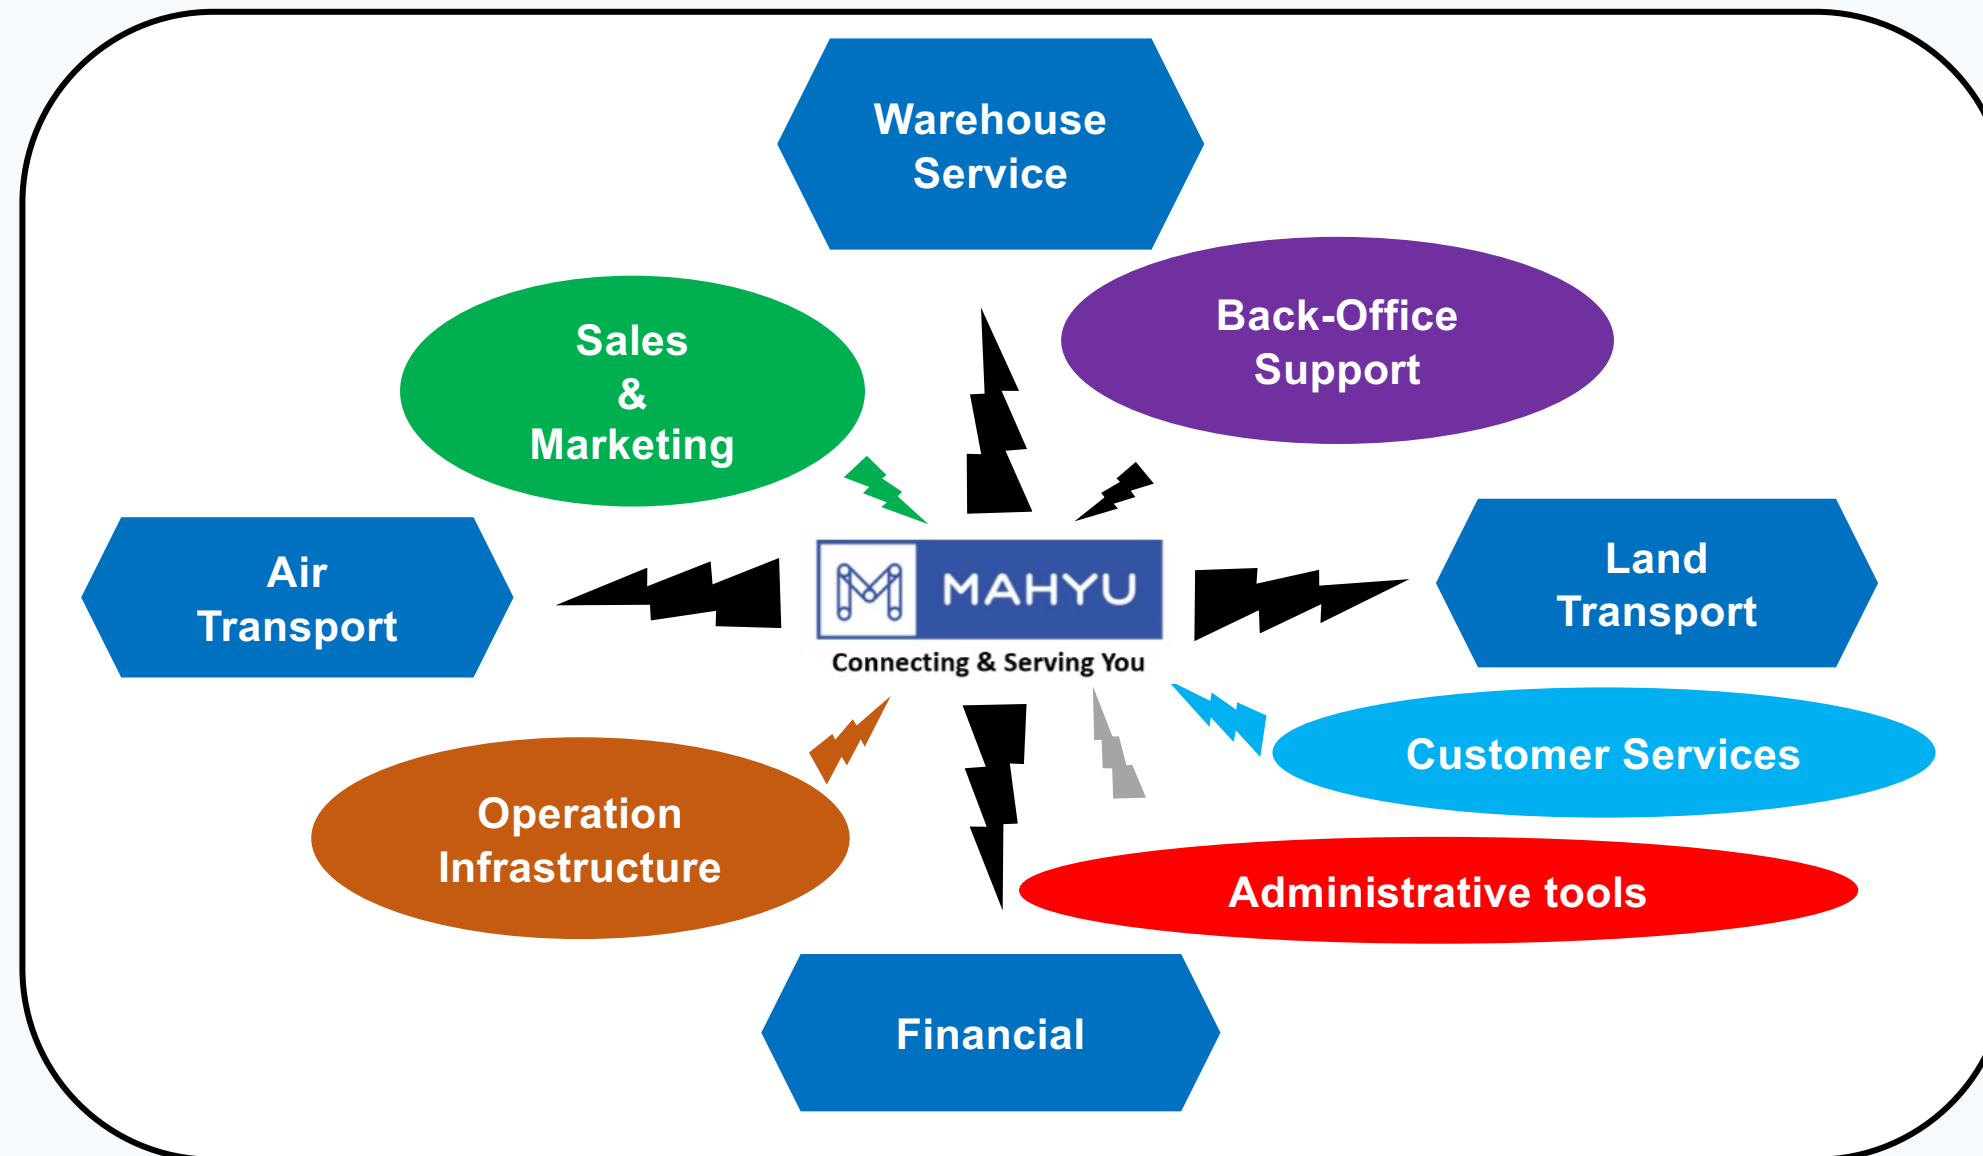 Warehouse
Service
Back-Office
Support
Sales
&
Marketing
Air
Transport
MAHYU
Connecting & Serving You
Land
Transport
Customer Services
Operation
Infrastructure
Administrative tools
Financial